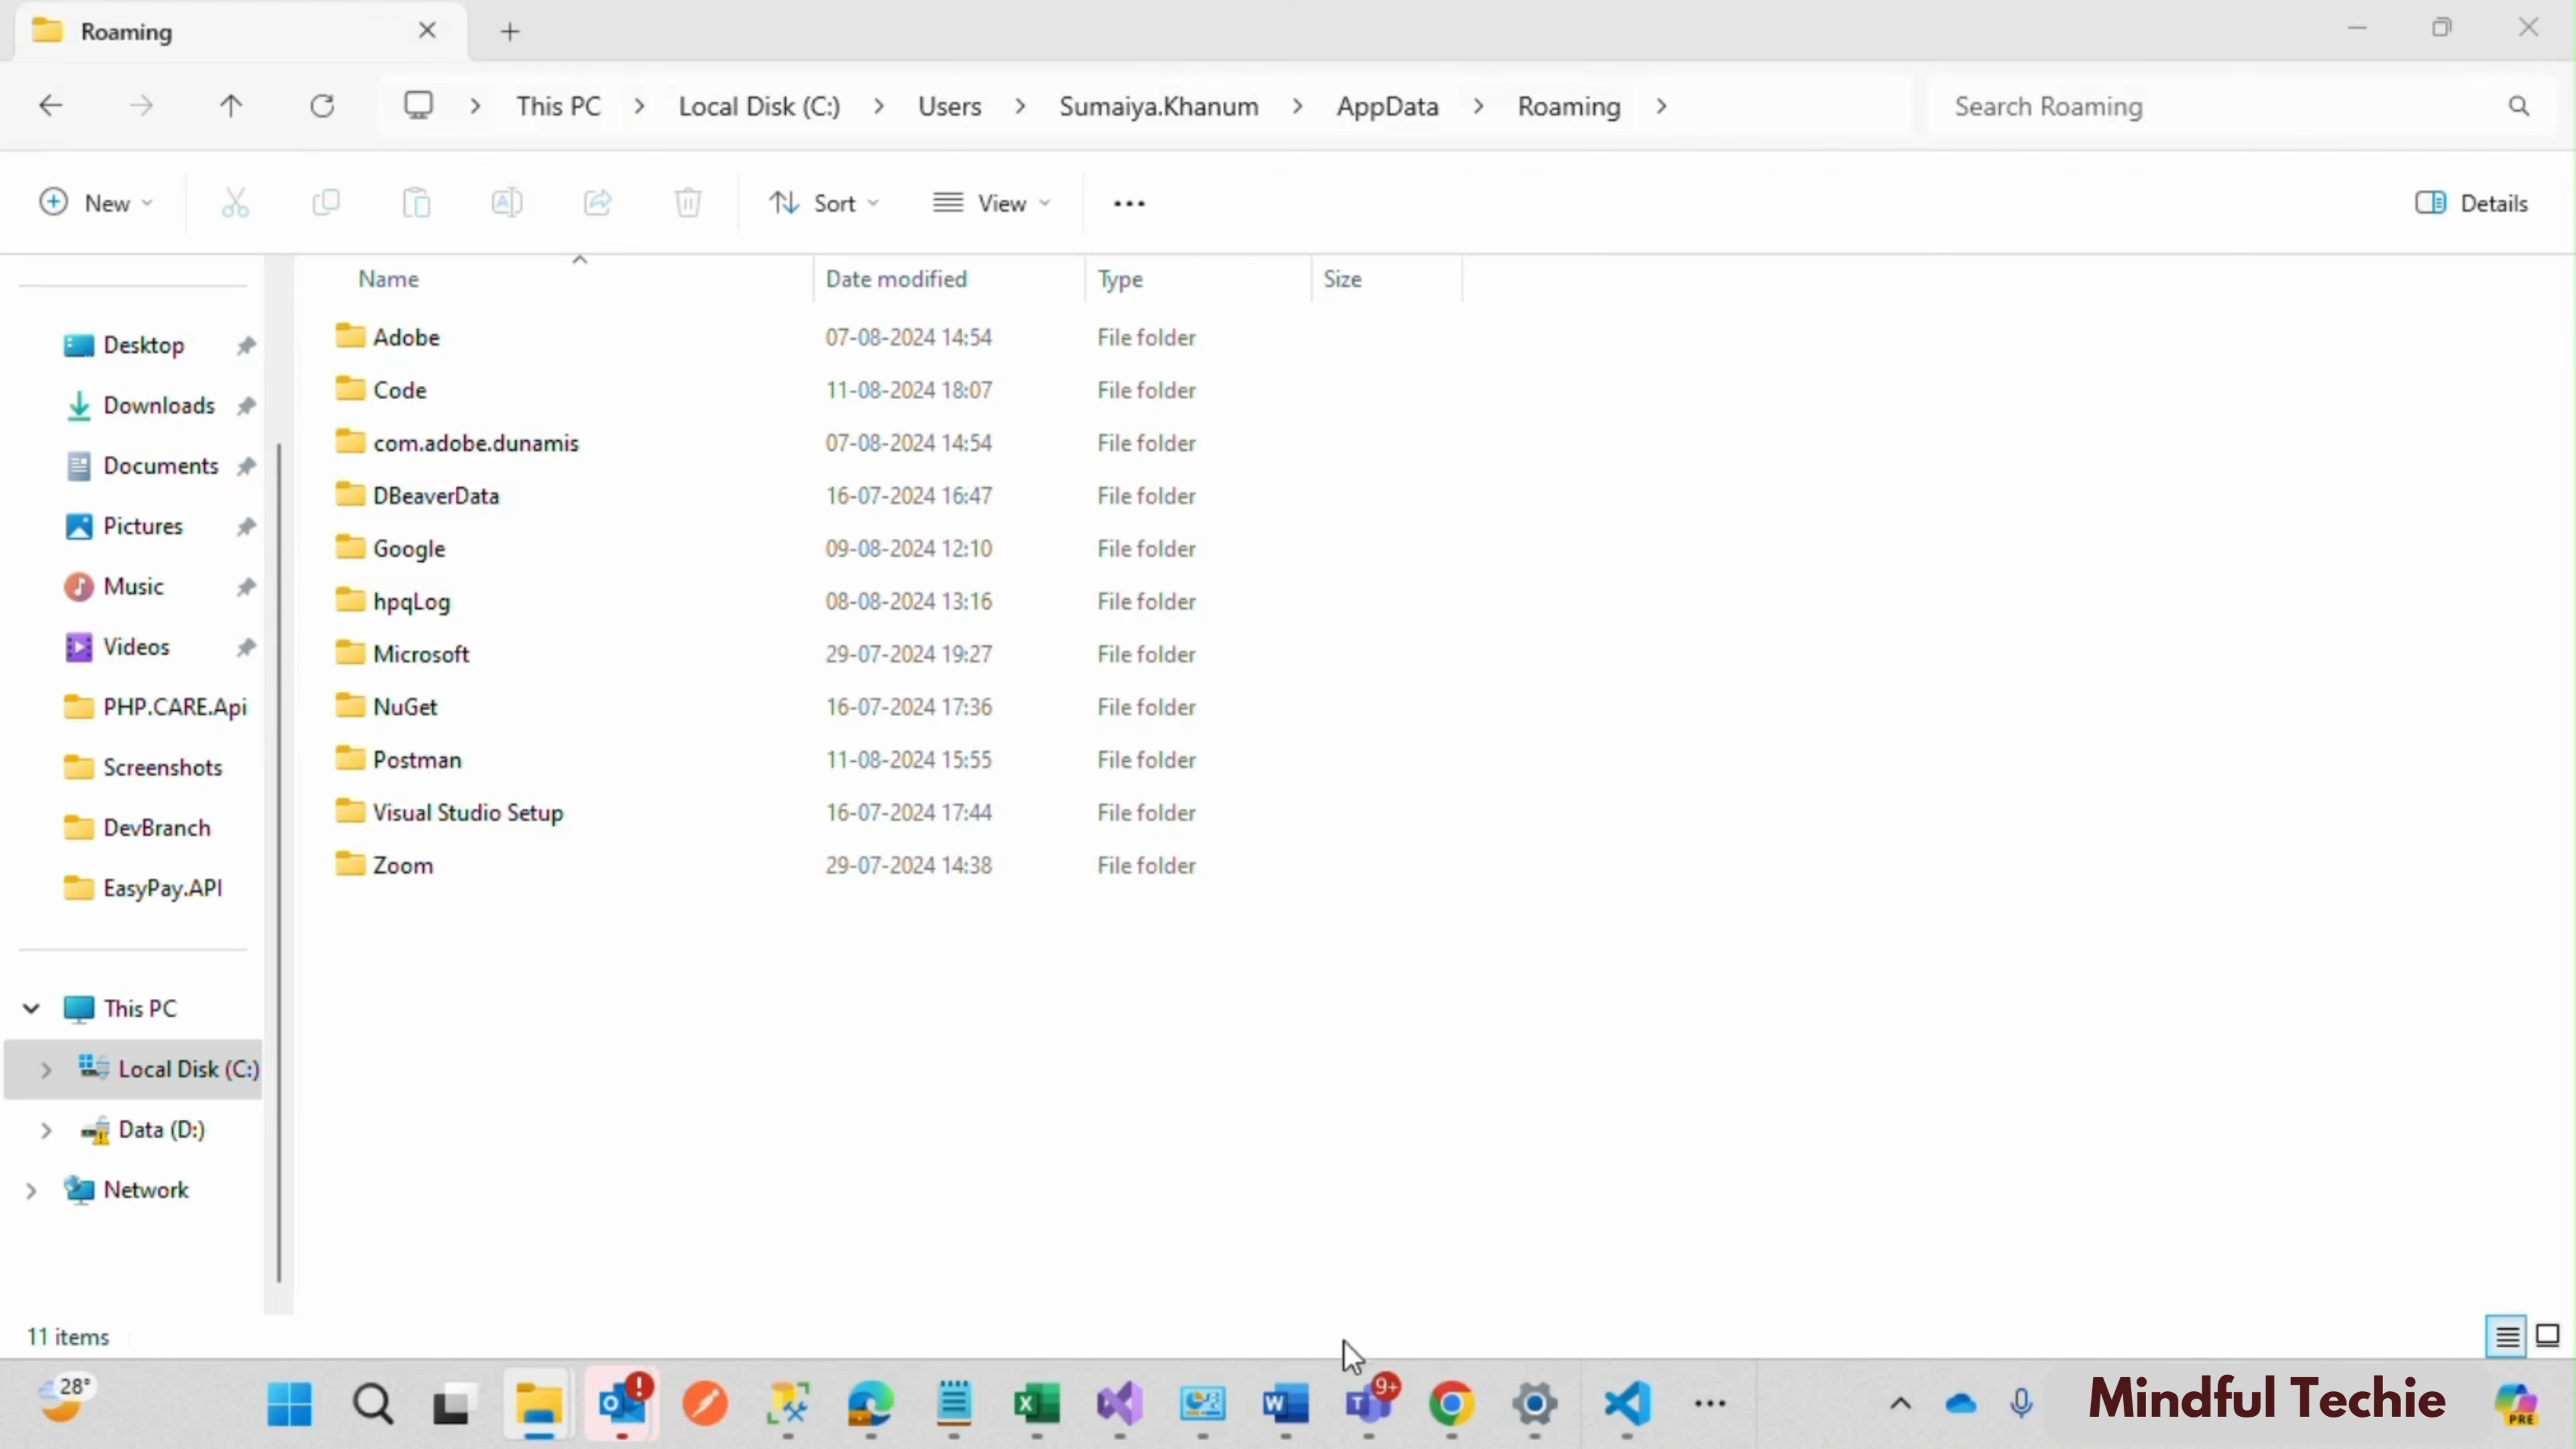 Roaming
This PC > Local Disk (C:) > Users > Sumaiya.Khanum > AppData > Roaming >
Search Roaming
New
Sort
View
Details
Name Date modified Type Size
Adobe 07-08-2024 14:54 File folder
Code 11-08-2024 18:07 File folder
com.adobe.dunamis 07-08-2024 14:54 File folder
DBeaverData 16-07-2024 16:47 File folder
Google 09-08-2024 12:10 File folder
hpqLog 08-08-2024 13:16 File folder
Microsoft 29-07-2024 19:27 File folder
NuGet 16-07-2024 17:36 File folder
Postman 11-08-2024 15:55 File folder
Visual Studio Setup 16-07-2024 17:44 File folder
Zoom 29-07-2024 14:38 File folder
Desktop
Downloads
Documents
Pictures
Music
Videos
PHP.CARE.Api
Screenshots
DevBranch
EasyPay.API
This PC
Local Disk (C:)
Data (D:)
Network
11 items
28°
9+
Mindful Techie
PRE